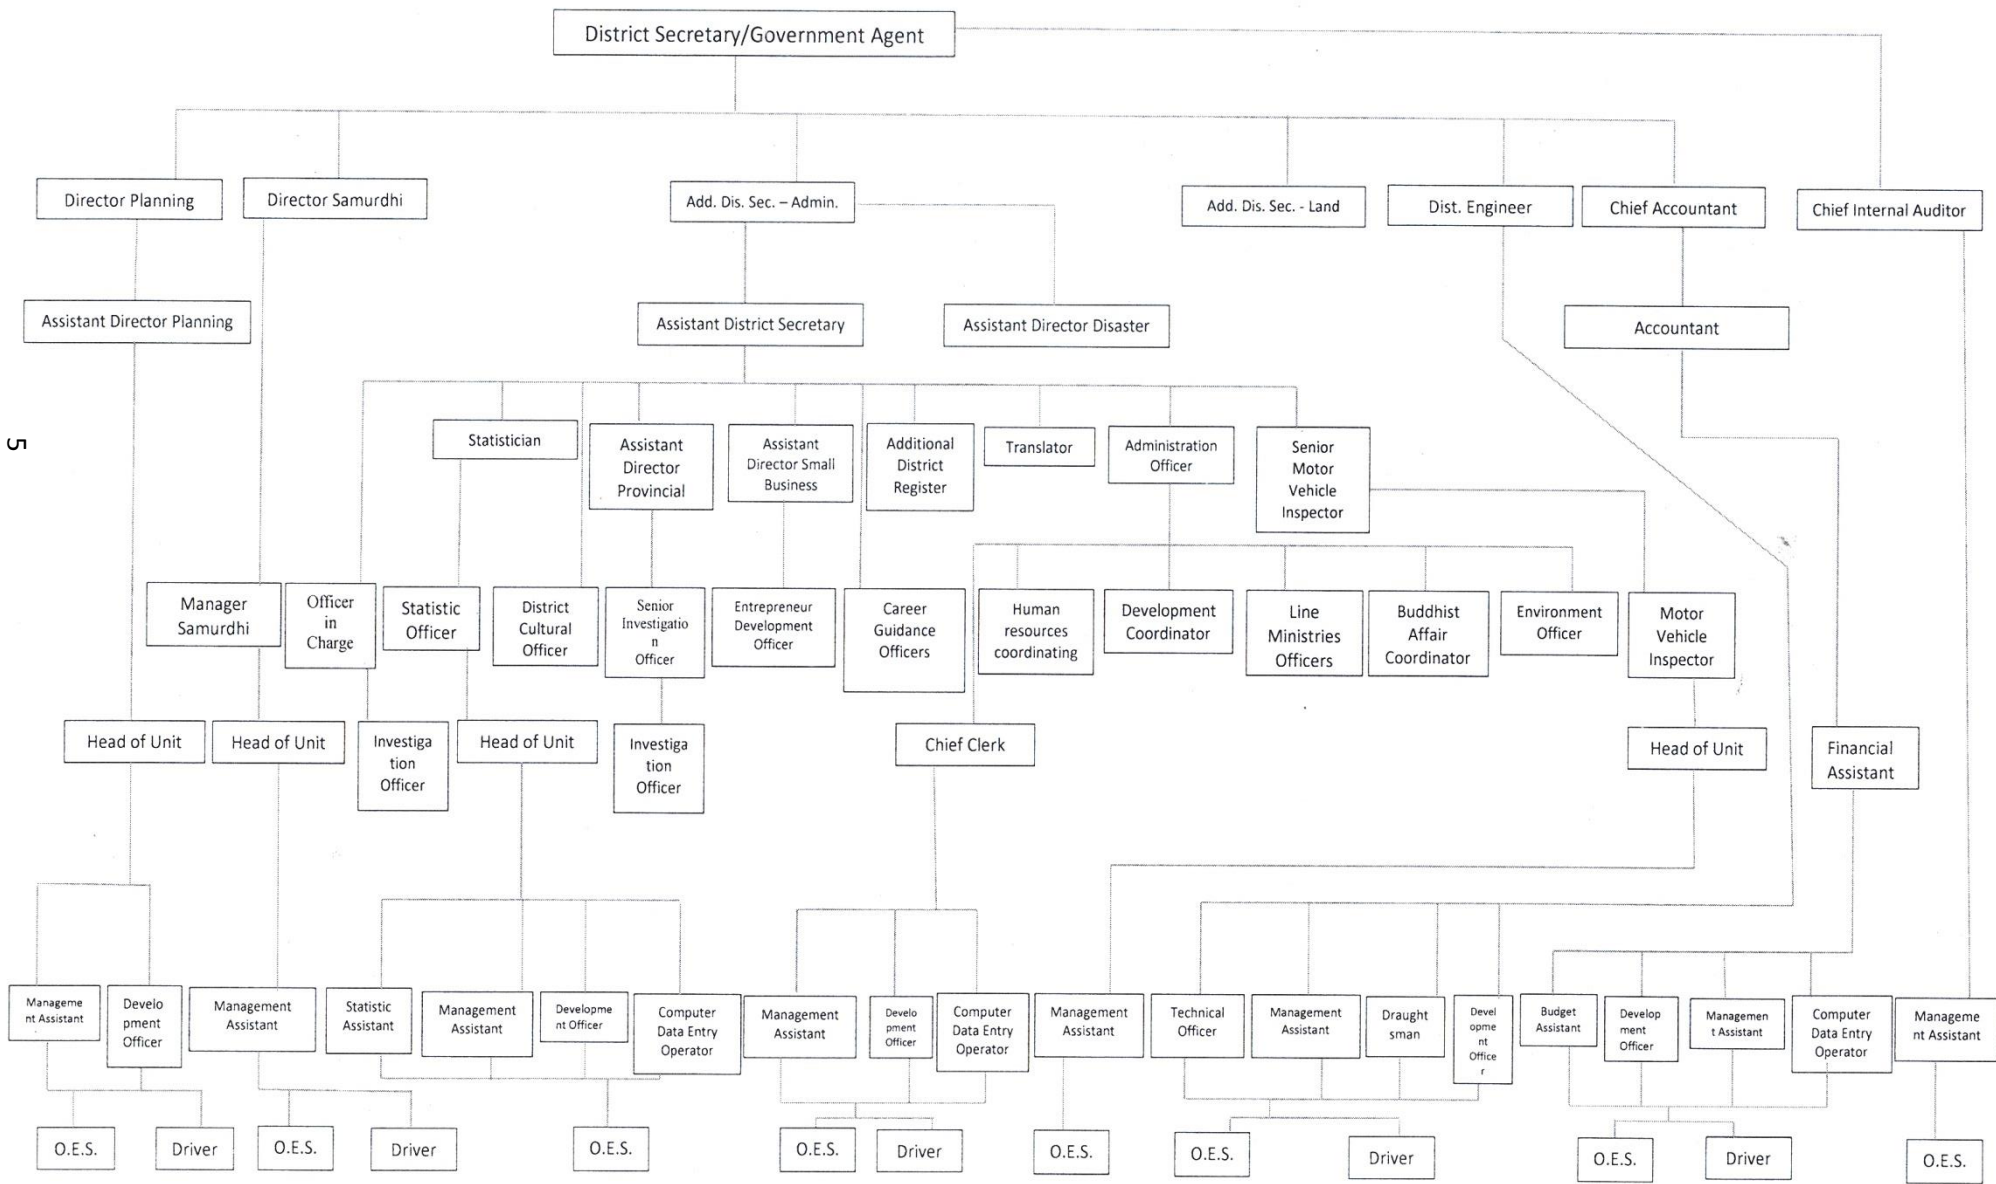 District Secretary/Government Agent
Director Planning
Director Samurdhi
Add. Dis. Sec. – Admin.
Add. Dis. Sec. - Land
Dist. Engineer
Chief Accountant
Chief Internal Auditor
Assistant Director Planning
Assistant District Secretary
Assistant Director Disaster
Accountant
5
Statistician
Assistant
Director
Provincial
Assistant
Director Small
Business
Additional
District
Register
Translator
Administration
Officer
Senior
Motor
Vehicle
Inspector
Manager
Samurdhi
Officer
in
Charge
Statistic
Officer
District
Cultural
Officer
Senior
Investigatio
n
Officer
Entrepreneur
Development
Officer
Career
Guidance
Officers
Human
resources
coordinating
Development
Coordinator
Line
Ministries
Officers
Buddhist
Affair
Coordinator
Environment
Officer
Motor
Vehicle
Inspector
Head of Unit
Head of Unit
Investiga
tion
Officer
Head of Unit
Investiga
tion
Officer
Chief Clerk
Head of Unit
Financial
Assistant
Manageme
nt Assistant
Develo
pment
Officer
Management
Assistant
Statistic
Assistant
Management
Assistant
Developme
nt Officer
Computer
Data Entry
Operator
Management
Assistant
Develo
pment
Officer
Computer
Data Entry
Operator
Management
Assistant
Technical
Officer
Management
Assistant
Draught
sman
Devel
opme
nt
Office
r
Budget
Assistant
Develop
ment
Officer
Managemen
t Assistant
Computer
Data Entry
Operator
Manageme
nt Assistant
O.E.S.
Driver
O.E.S.
Driver
O.E.S.
O.E.S.
Driver
O.E.S.
O.E.S.
Driver
O.E.S.
Driver
O.E.S.